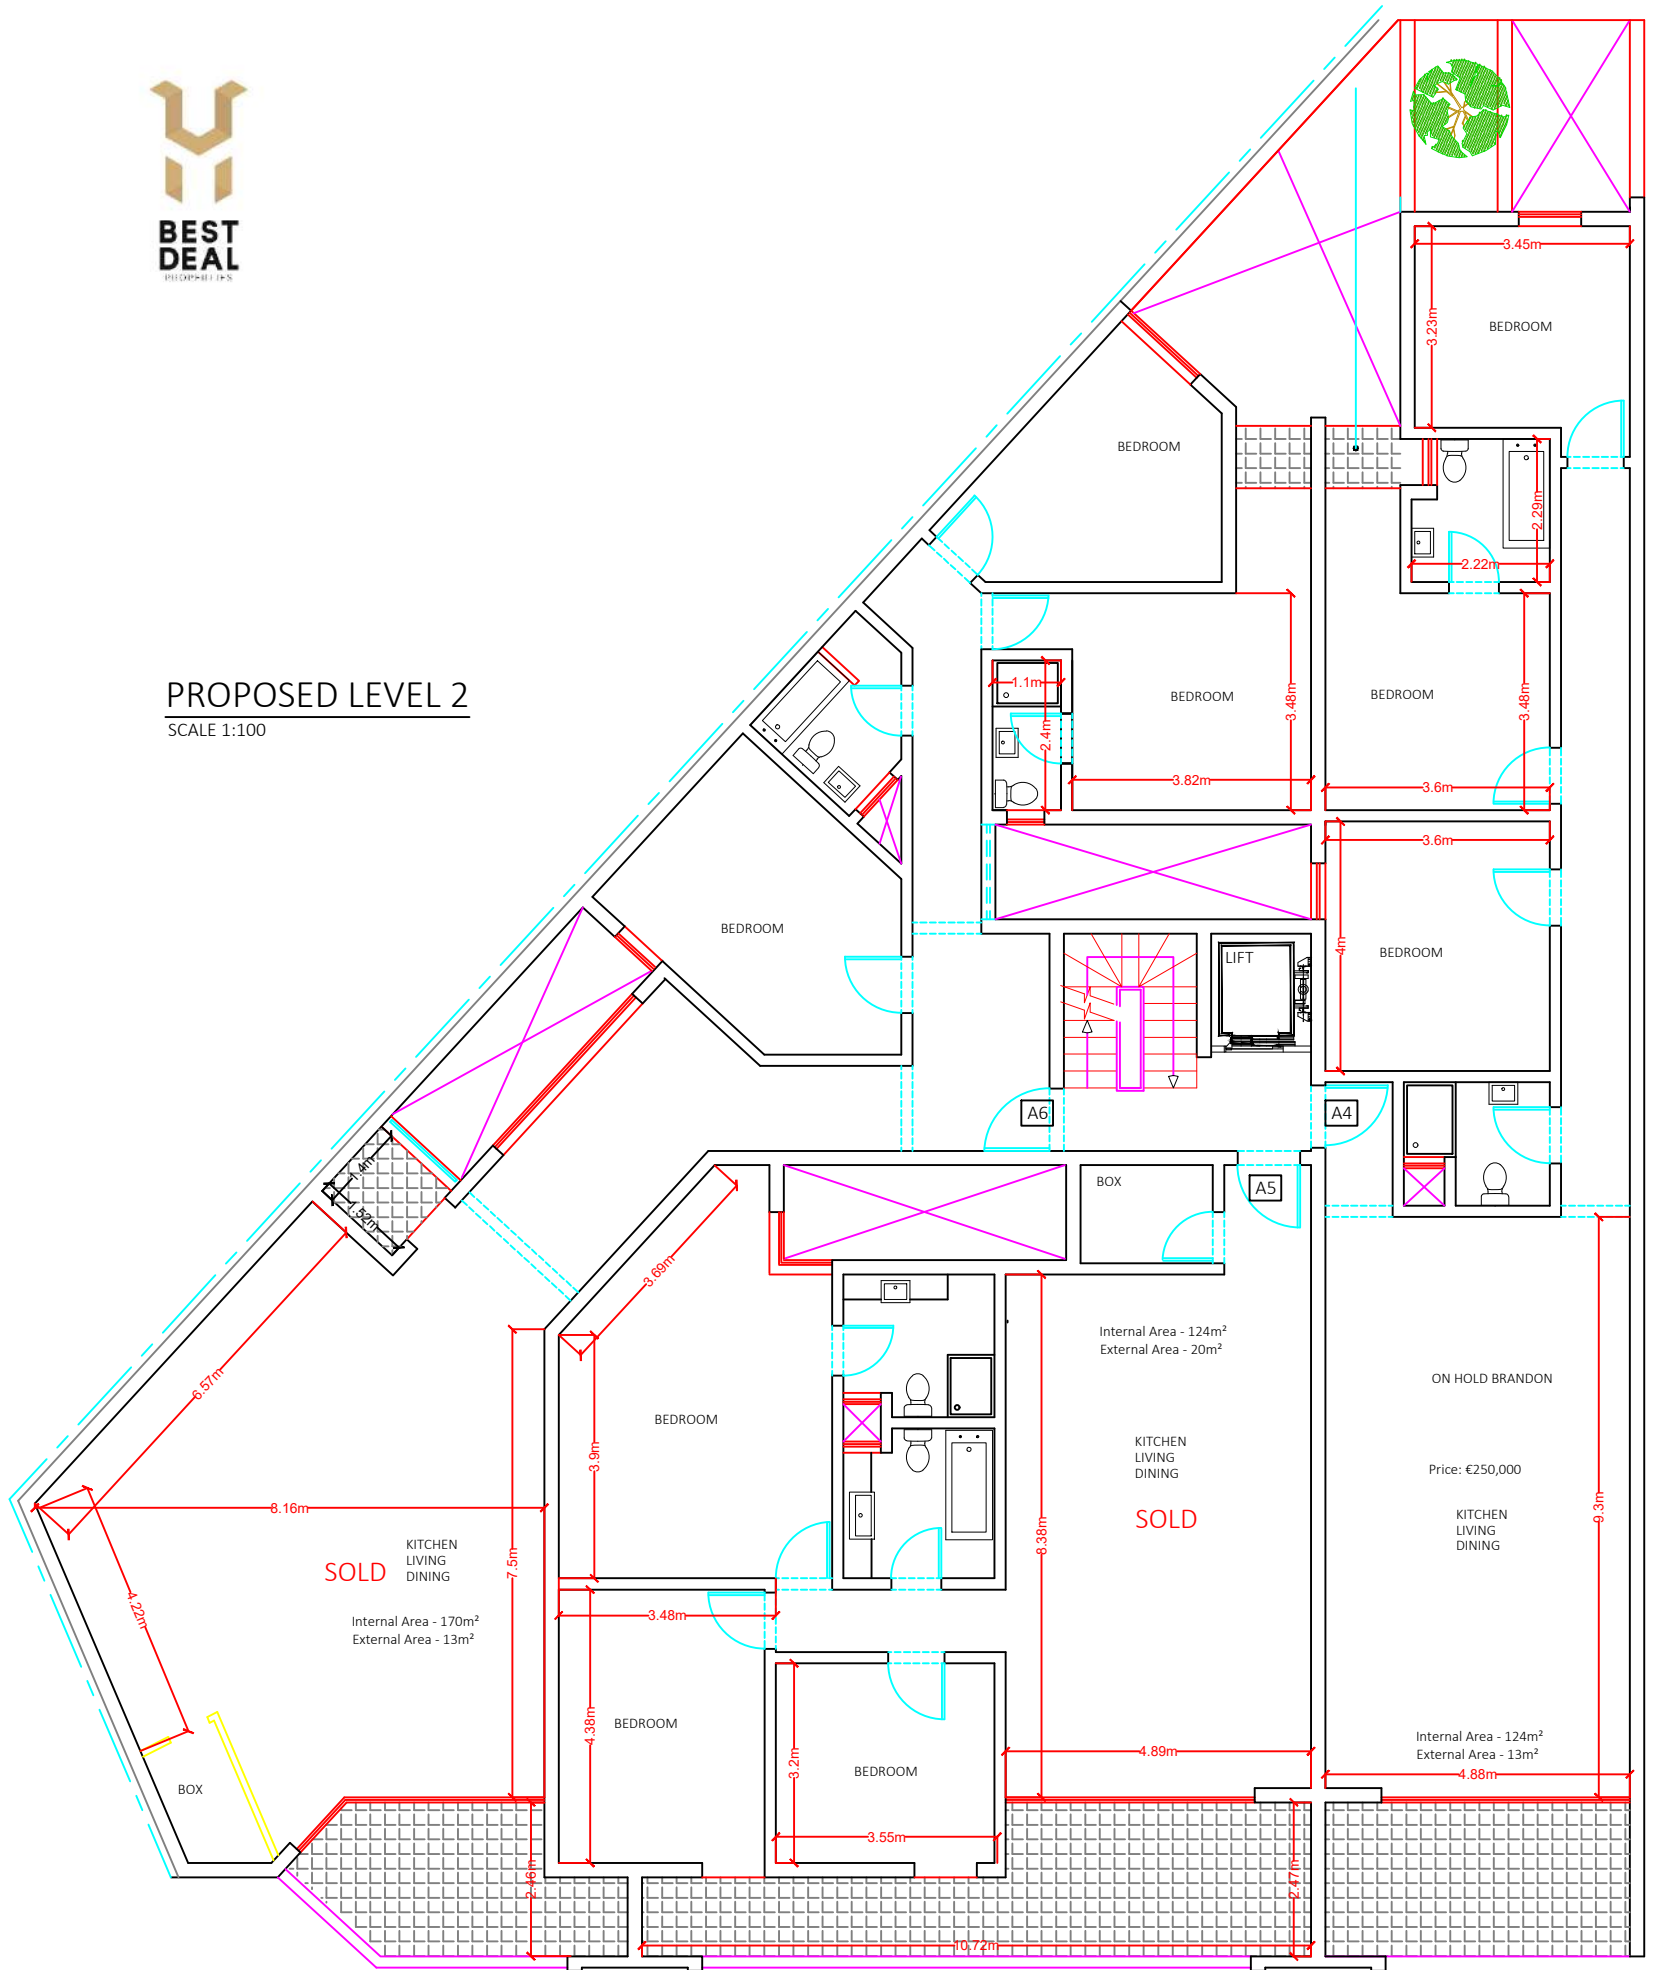 BEST
DEAL
PROPERTIES
PROPOSED LEVEL 2
SCALE 1:100
3.45m
3.23m
BEDROOM
BEDROOM
2.29m
2.22m
1.1m
2.4m
BEDROOM
3.48m
3.82m
BEDROOM
3.48m
3.6m
3.6m
4m
BEDROOM
BEDROOM
LIFT
A6
A4
A5
BOX
1.4m
1.52m
3.69m
6.57m
Internal Area - 124m²
External Area - 20m²
ON HOLD BRANDON
BEDROOM
3.9m
KITCHEN
LIVING
DINING
SOLD
8.38m
Price: €250,000
KITCHEN
LIVING
DINING
9.3m
8.16m
KITCHEN
LIVING
DINING
SOLD
7.5m
4.22m
Internal Area - 170m²
External Area - 13m²
3.48m
4.38m
BEDROOM
3.2m
BEDROOM
3.55m
4.89m
Internal Area - 124m²
External Area - 13m²
4.88m
BOX
2.46m
2.47m
10.72m